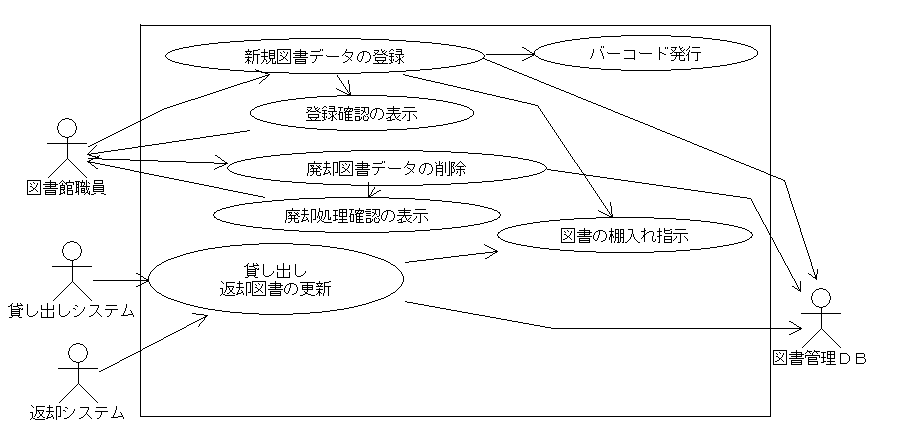 新規図書データの登録
バーコード発行
登録確認の表示
図書館職員
廃却図書データの削除
廃却処理確認の表示
図書の棚入れ指示
貸し出し
返却図書の更新
貸し出しシステム
図書管理ＤＢ
返却システム